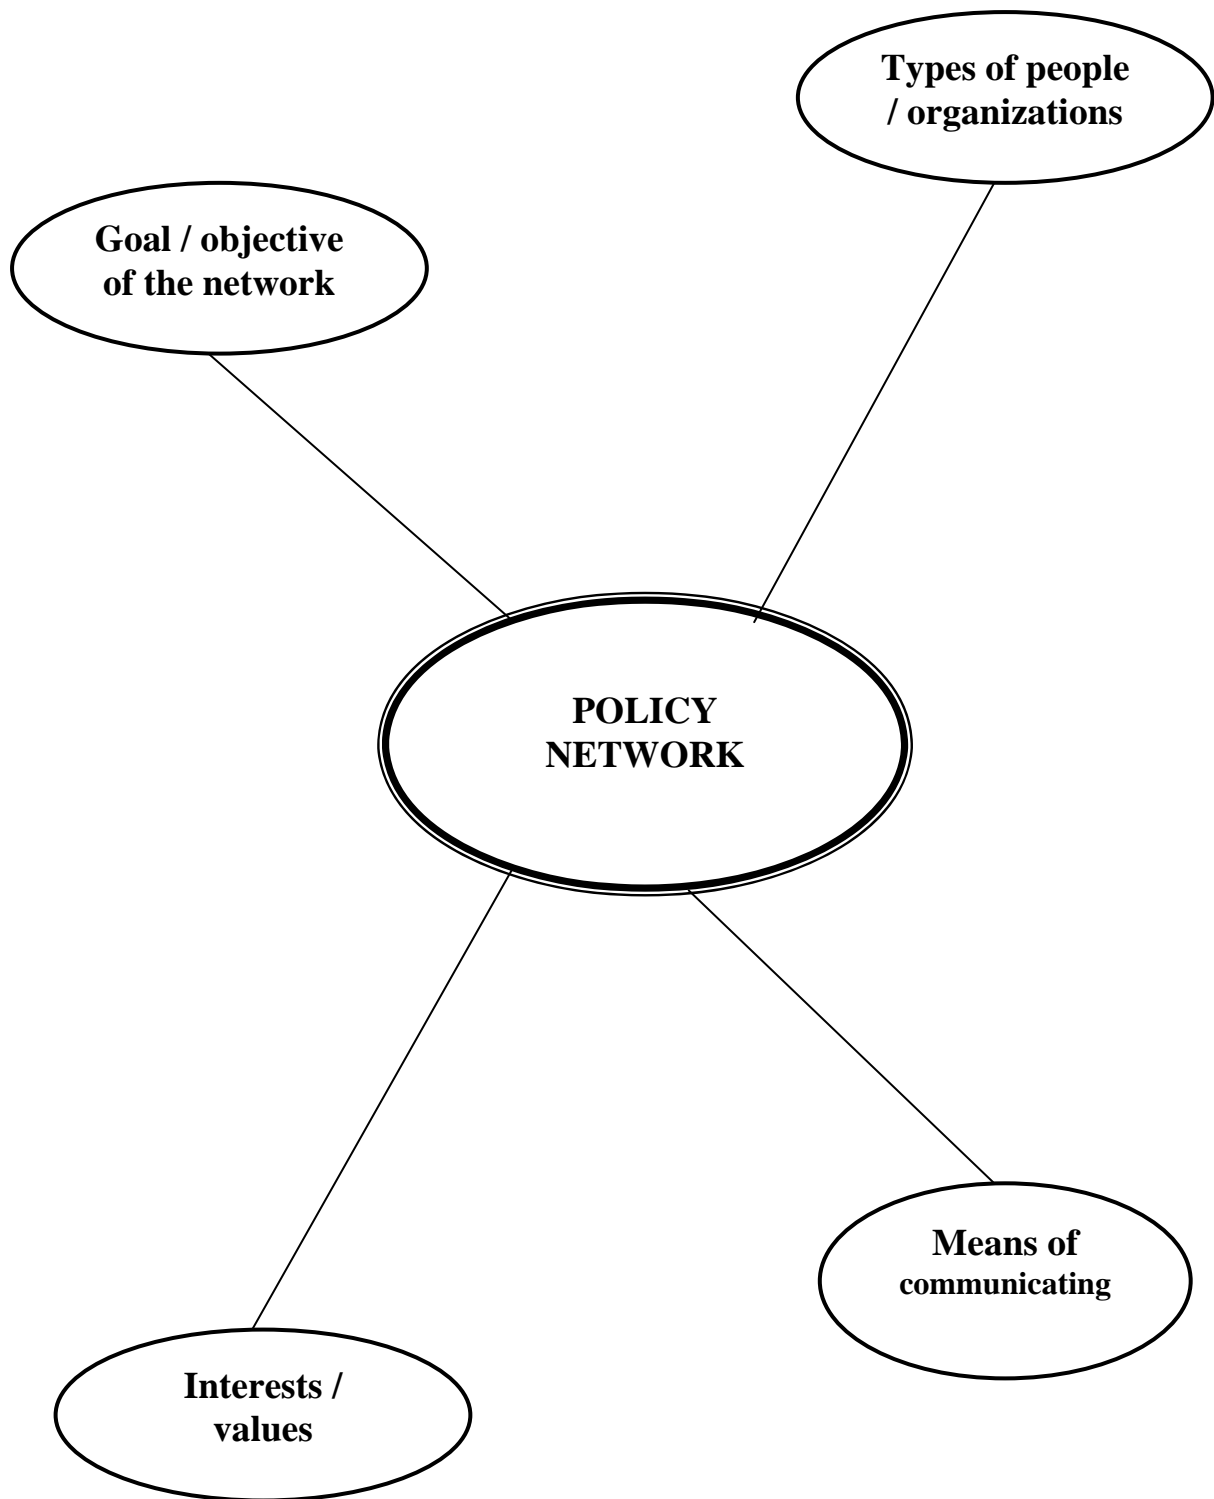 Types of people
/ organizations
Goal / objective
of the network
POLICY
NETWORK
Means of
communicating
Interests /
values